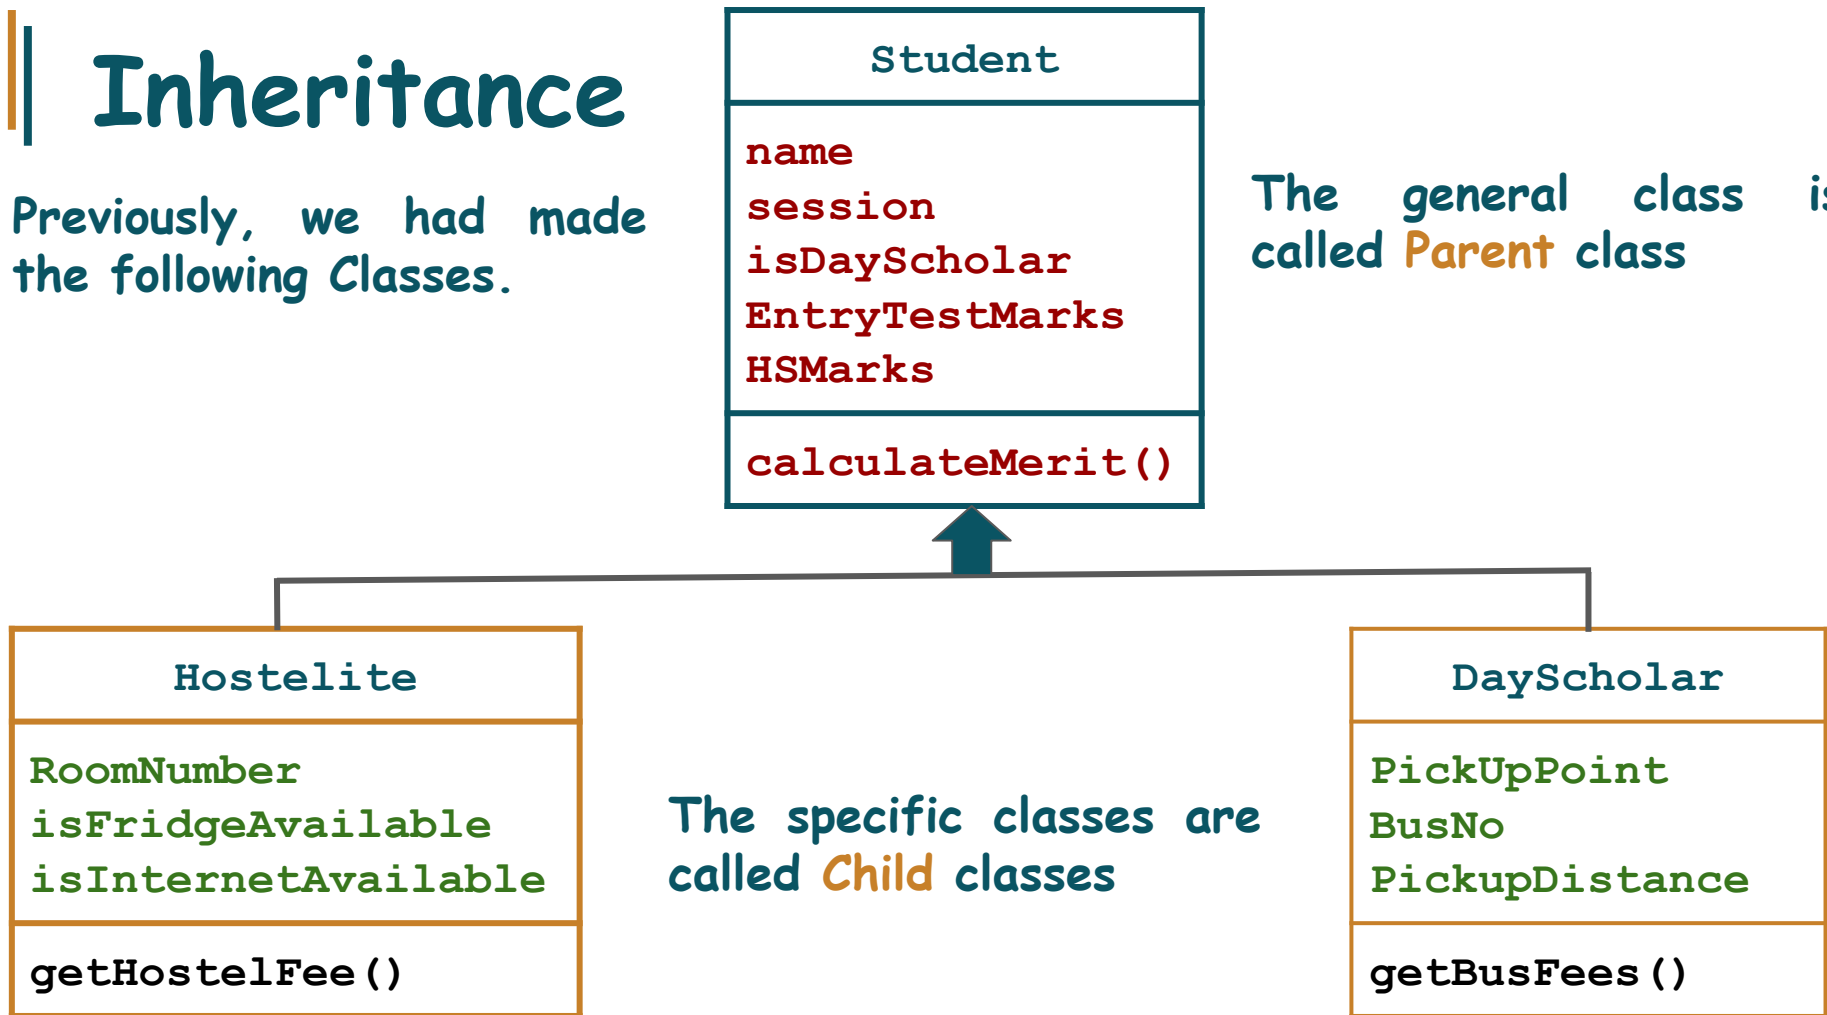 Inheritance
Previously, we had made
the following Classes.
Student
name
session
isDayScholar
EntryTestMarks
HSMarks
calculateMerit()
The general class is
called Parent class
Hostelite
RoomNumber
isFridgeAvailable
isInternetAvailable
getHostelFee()
The specific classes are
called Child classes
DayScholar
PickUpPoint
BusNo
PickupDistance
getBusFees()